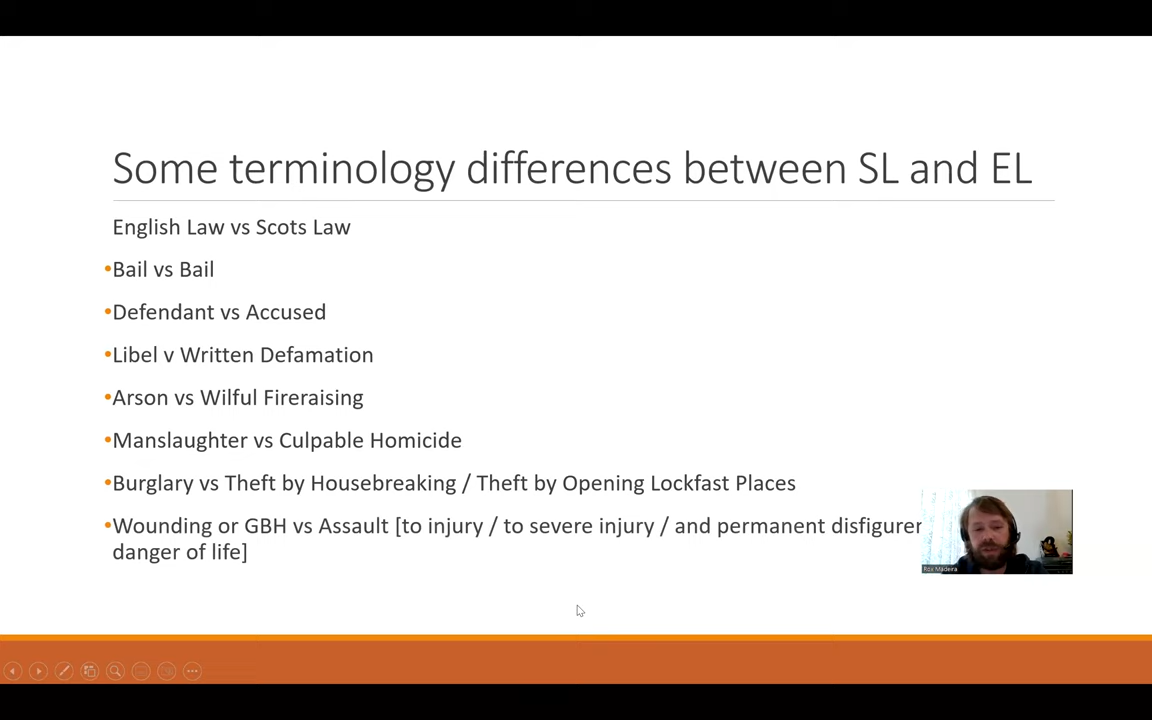 Some terminology differences between SL and EL
English Law vs Scots Law
•Bail vs Bail
•Defendant vs Accused
•Libel v Written Defamation
•Arson vs Wilful Fireraising
•Manslaughter vs Culpable Homicide
•Burglary vs Theft by Housebreaking / Theft by Opening Lockfast Places
•Wounding or GBH vs Assault [to injury / to severe injury / and permanent
danger of life]
Madeira